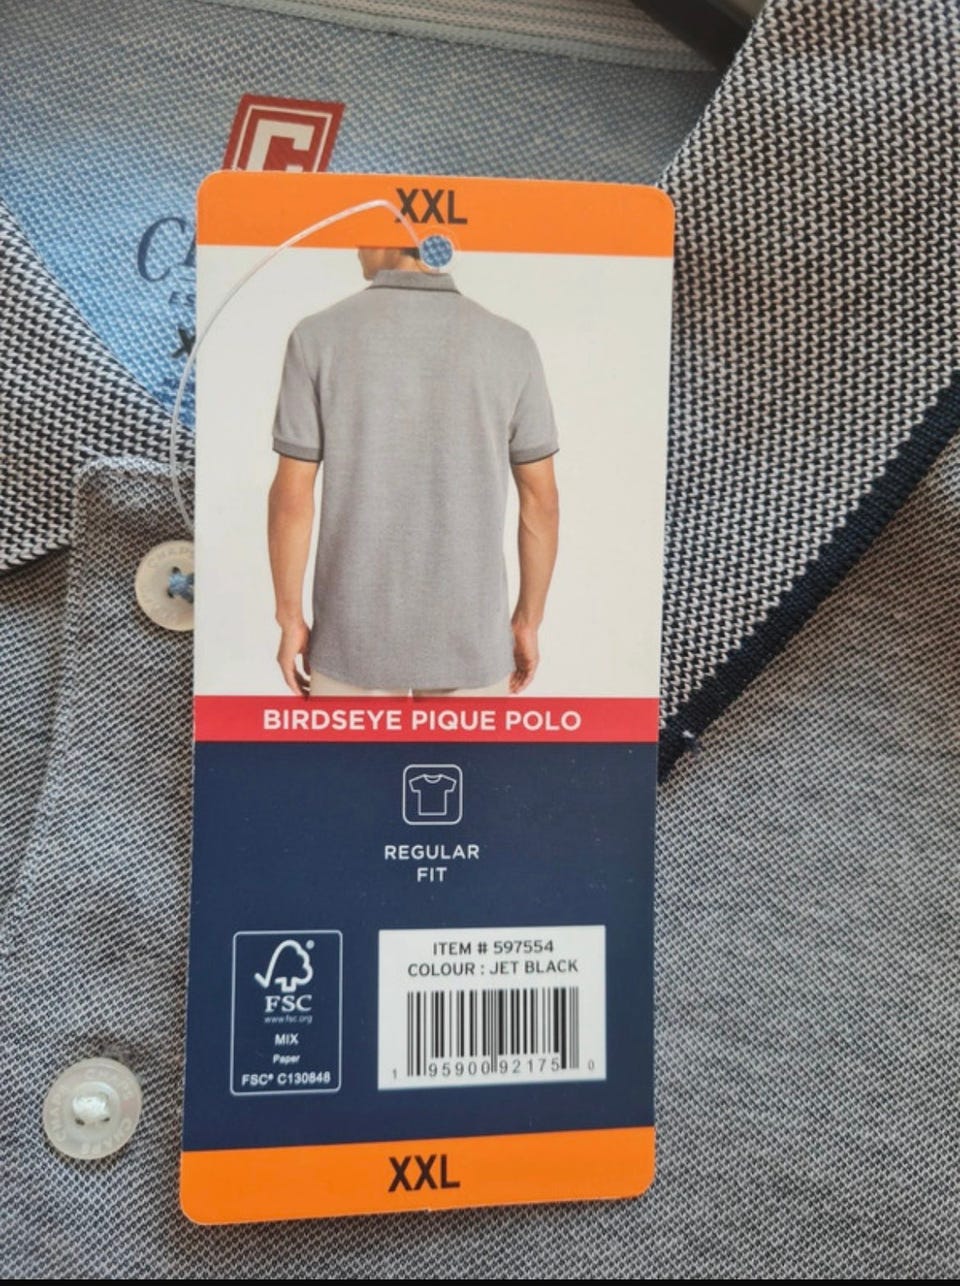 XXL
BIRDSEYE PIQUE POLO
REGULAR
FIT
ITEM # 597554
COLOUR : JET BLACK
1 95900 92175 0
FSC
www.fsc.org
MIX
Paper
FSC® C130848
XXL